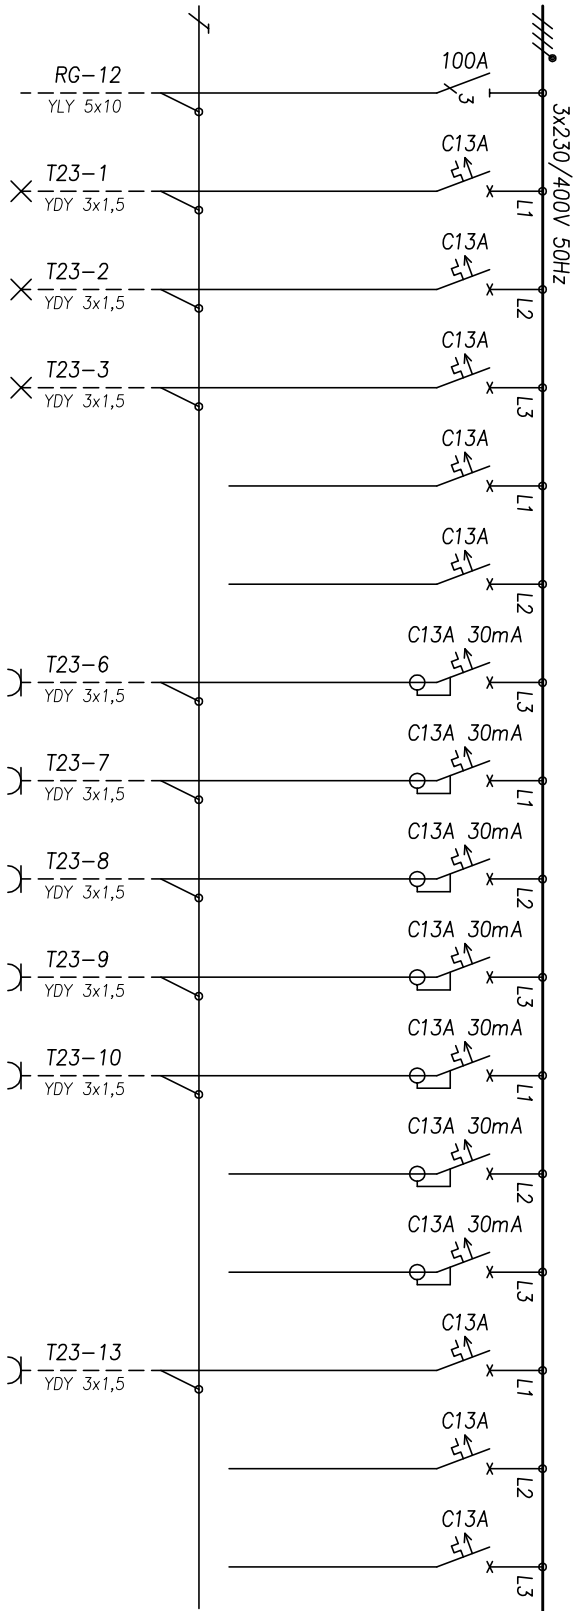 100A
RG-12
YLY 5x10
3
3x230/400V 50Hz
C13A
T23-1
YDY 3x1,5
L1
C13A
T23-2
YDY 3x1,5
L2
C13A
T23-3
YDY 3x1,5
L3
C13A
L1
C13A
L2
C13A 30mA
T23-6
YDY 3x1,5
L3
C13A 30mA
T23-7
YDY 3x1,5
L1
C13A 30mA
T23-8
YDY 3x1,5
L2
C13A 30mA
T23-9
YDY 3x1,5
L3
C13A 30mA
T23-10
YDY 3x1,5
L1
C13A 30mA
L2
C13A 30mA
L3
C13A
T23-13
YDY 3x1,5
L1
C13A
L2
C13A
L3